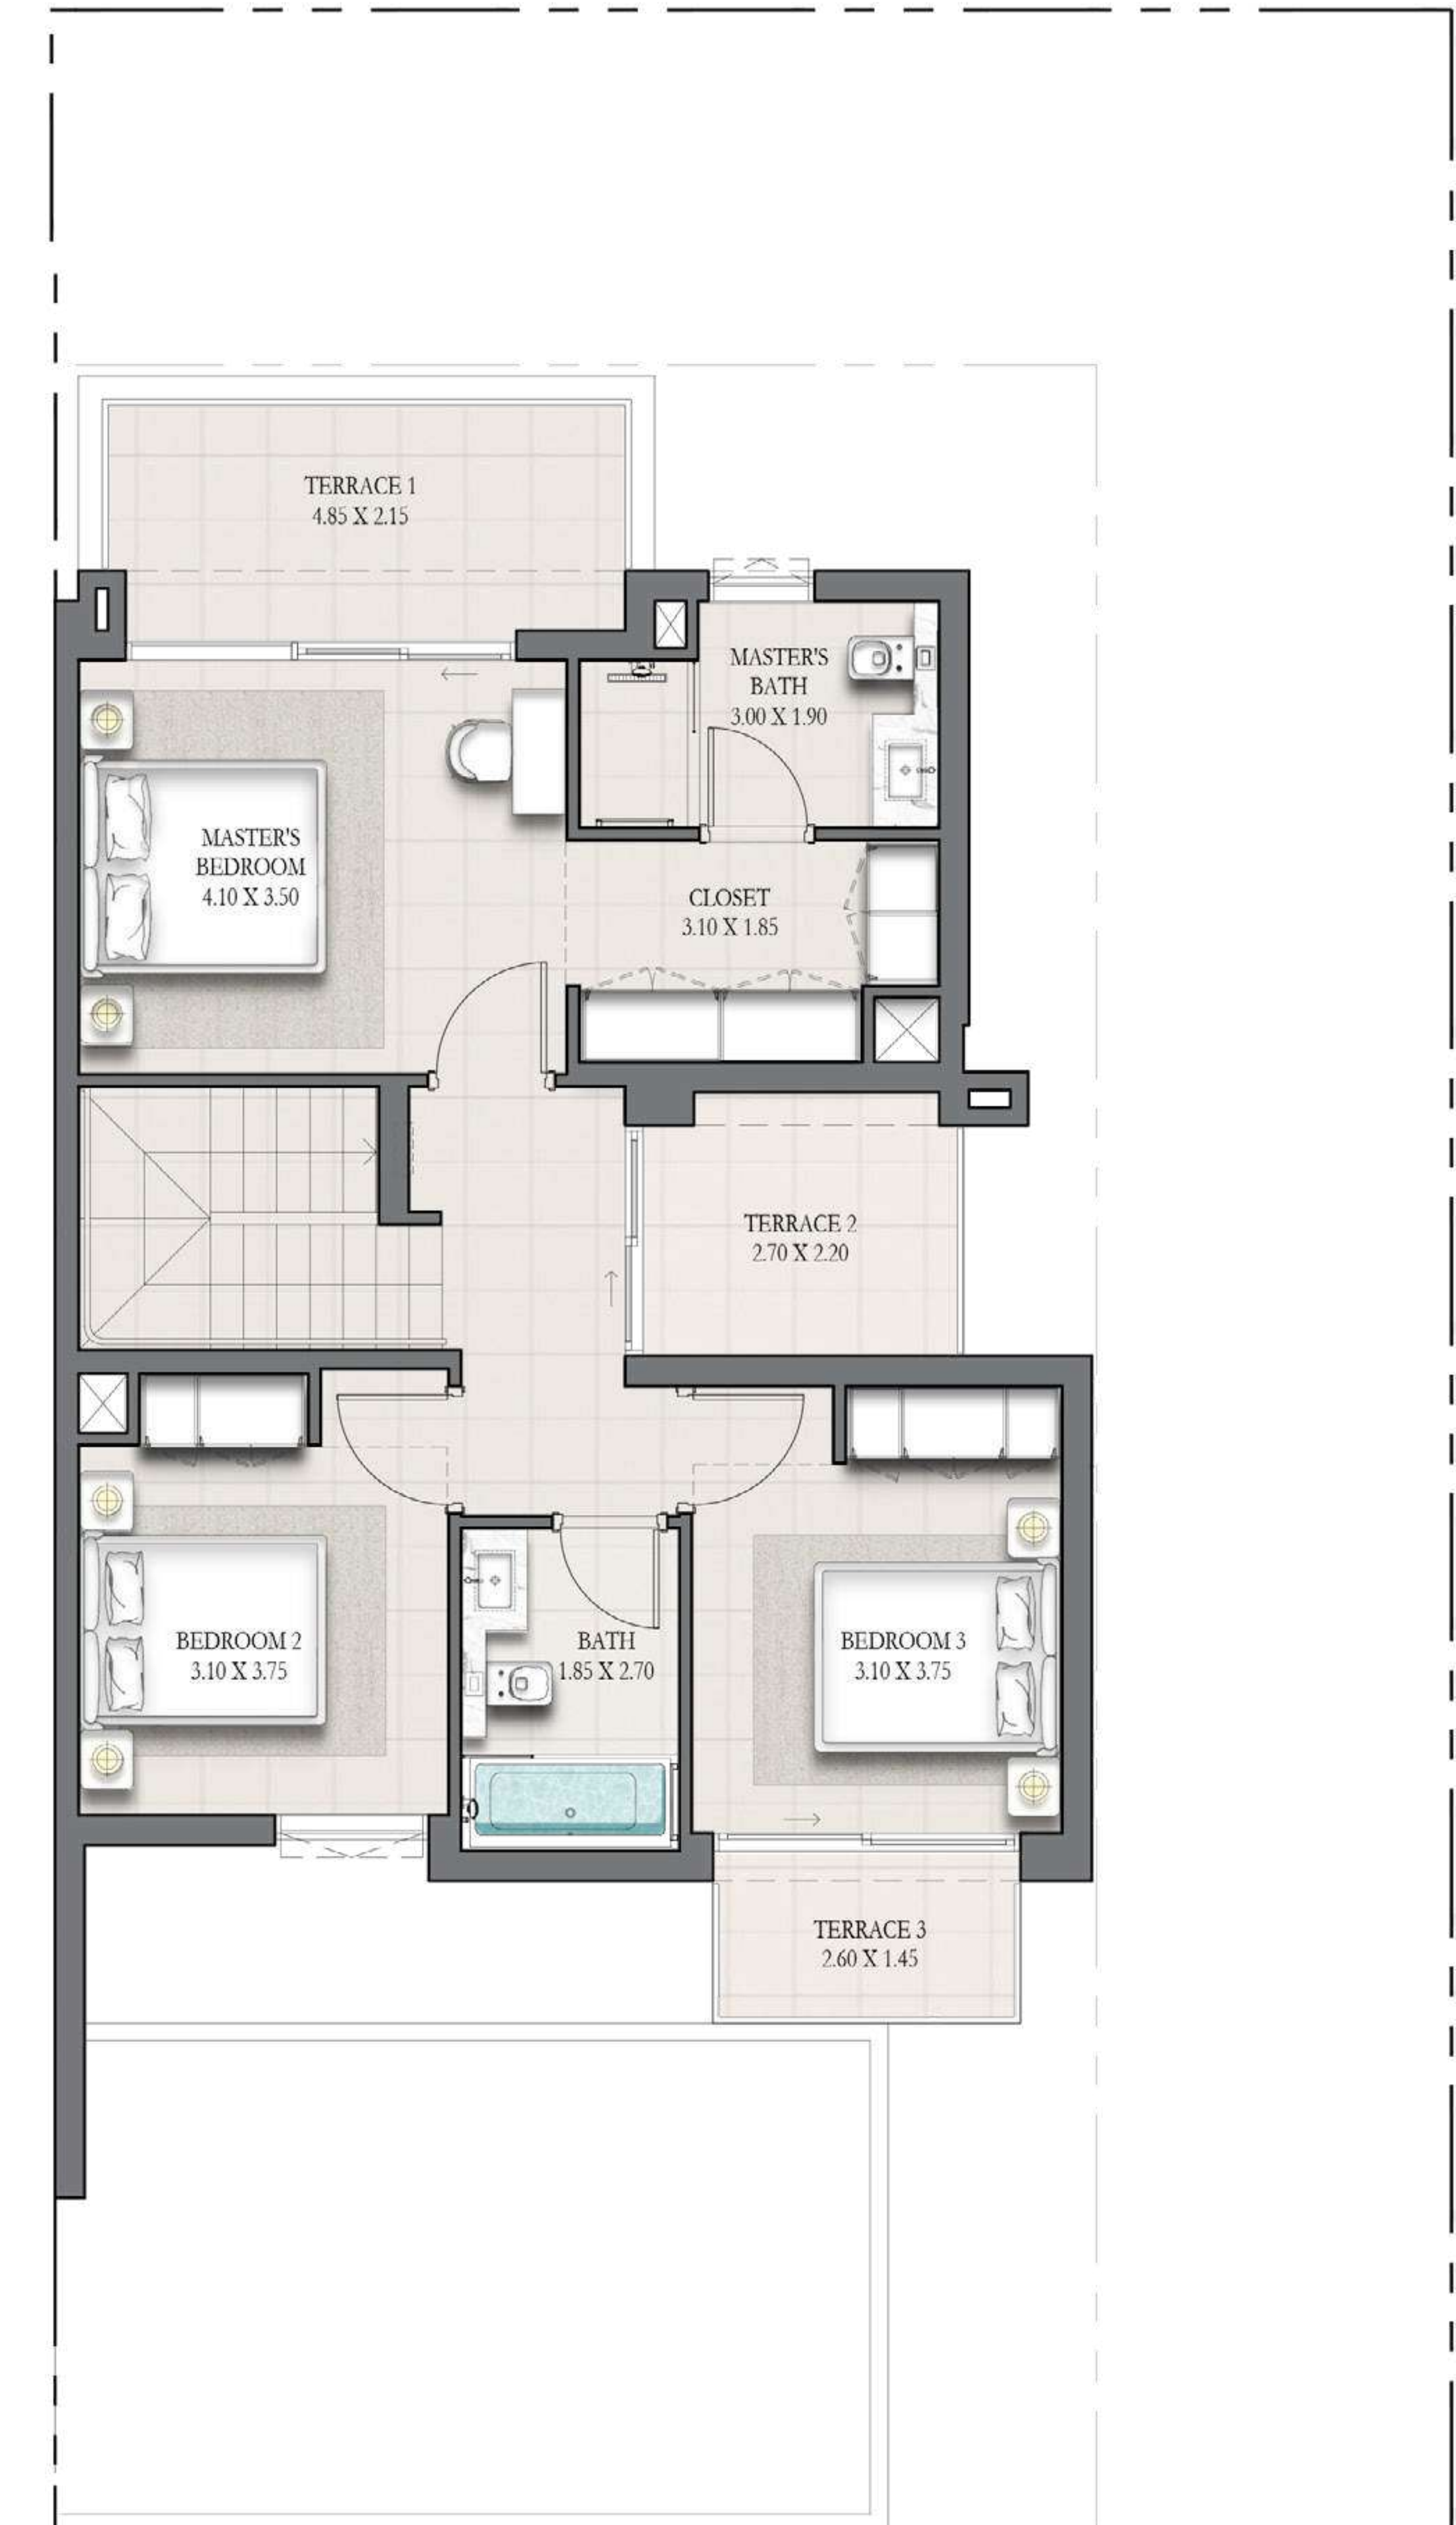 TERRACE 1
4.85 X 2.15
MASTER'S
BATH
3.00 X 1.90
MASTER'S
BEDROOM
4.10 X 3.50
CLOSET
3.10 X 1.85
TERRACE 2
2.70 X 2.20
BEDROOM 2
3.10 X 3.75
BATH
1.85 X 2.70
BEDROOM 3
3.10 X 3.75
TERRACE 3
2.60 X 1.45